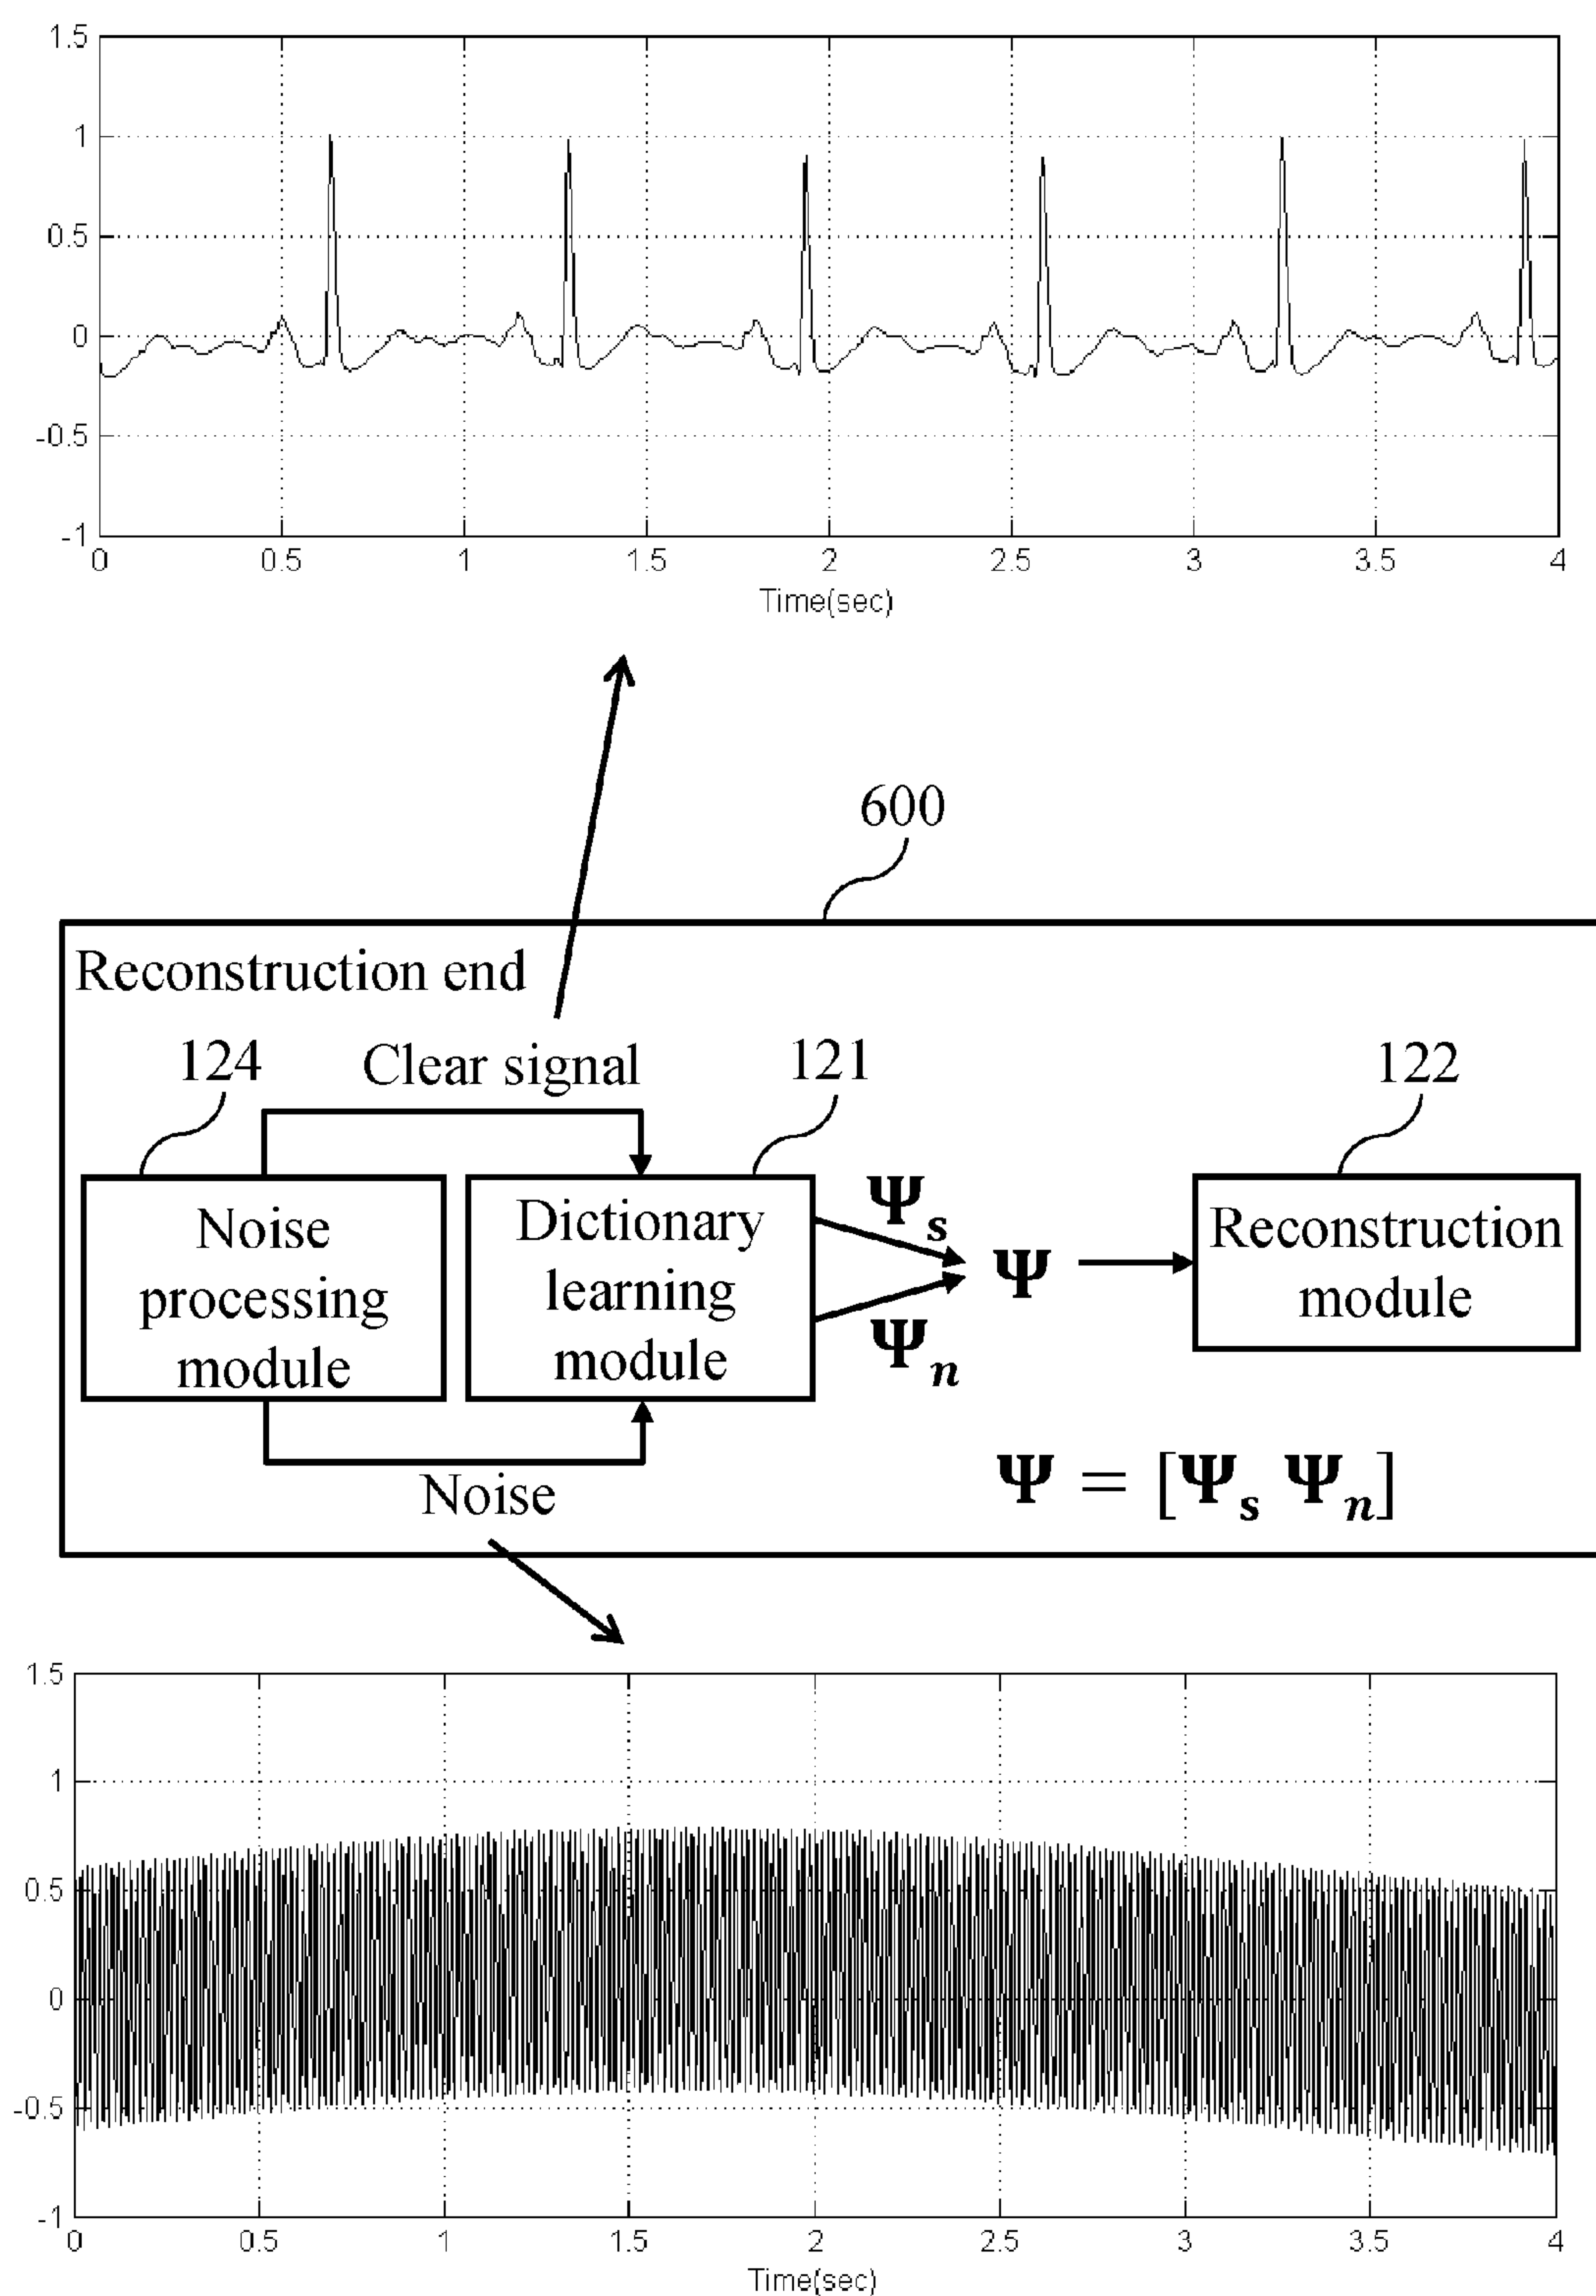 1.5
1
0.5
0
-0.5
-1
0 0.5 1 1.5 2 2.5 3 3.5 4
Time(sec)
600
Reconstruction end
124 Clear signal 121 122
Noise
processing
module
Dictionary
learning
module
Ψs
Ψ
Ψn
Reconstruction
module
Noise
Ψ = [Ψs Ψn]
1.5
1
0.5
0
-0.5
-1
0 0.5 1 1.5 2 2.5 3 3.5 4
Time(sec)